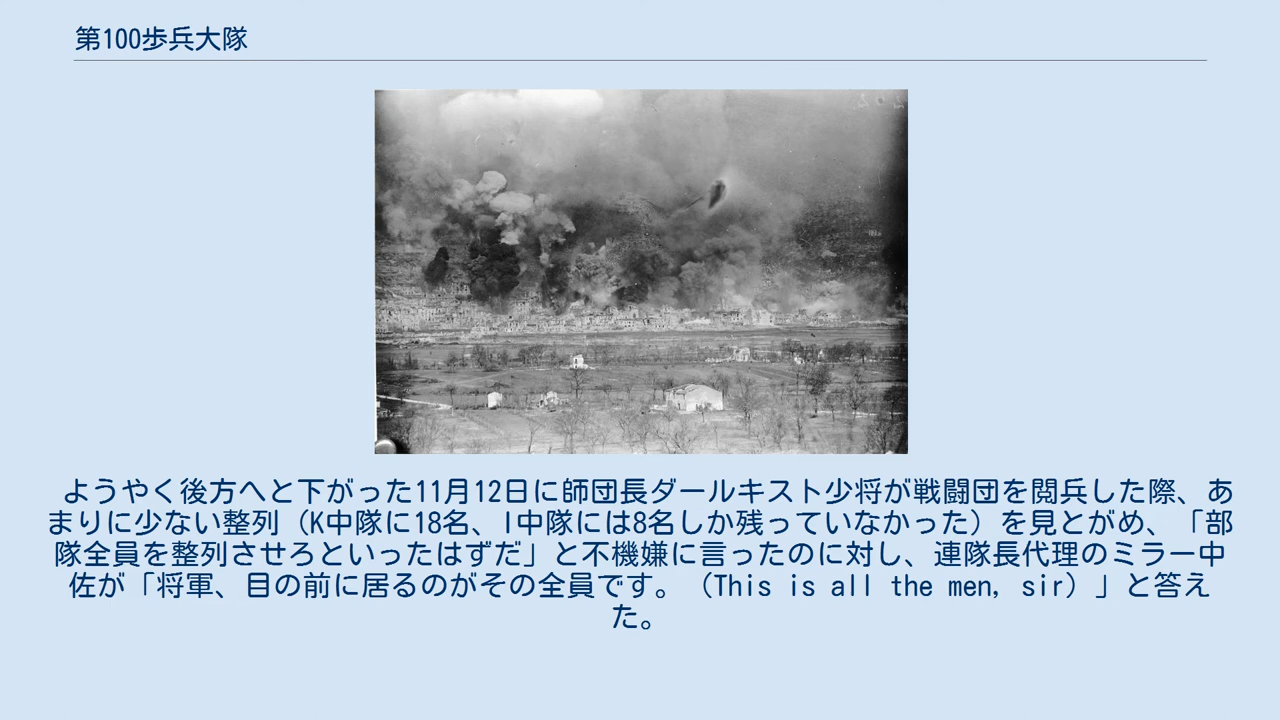 第100歩兵大隊
ようやく後方へと下がった11月12日に師団長ダールキスト少将が戦闘団を閲兵した際、あ
まりに少ない整列（K中隊に18名、I中隊には8名しか残っていなかった）を見とがめ、「部
隊全員を整列させろといったはずだ」と不機嫌に言ったのに対し、連隊長代理のミラー中
佐が「将軍、目の前に居るのがその全員です。（This is all the men, sir）」と答え
た。